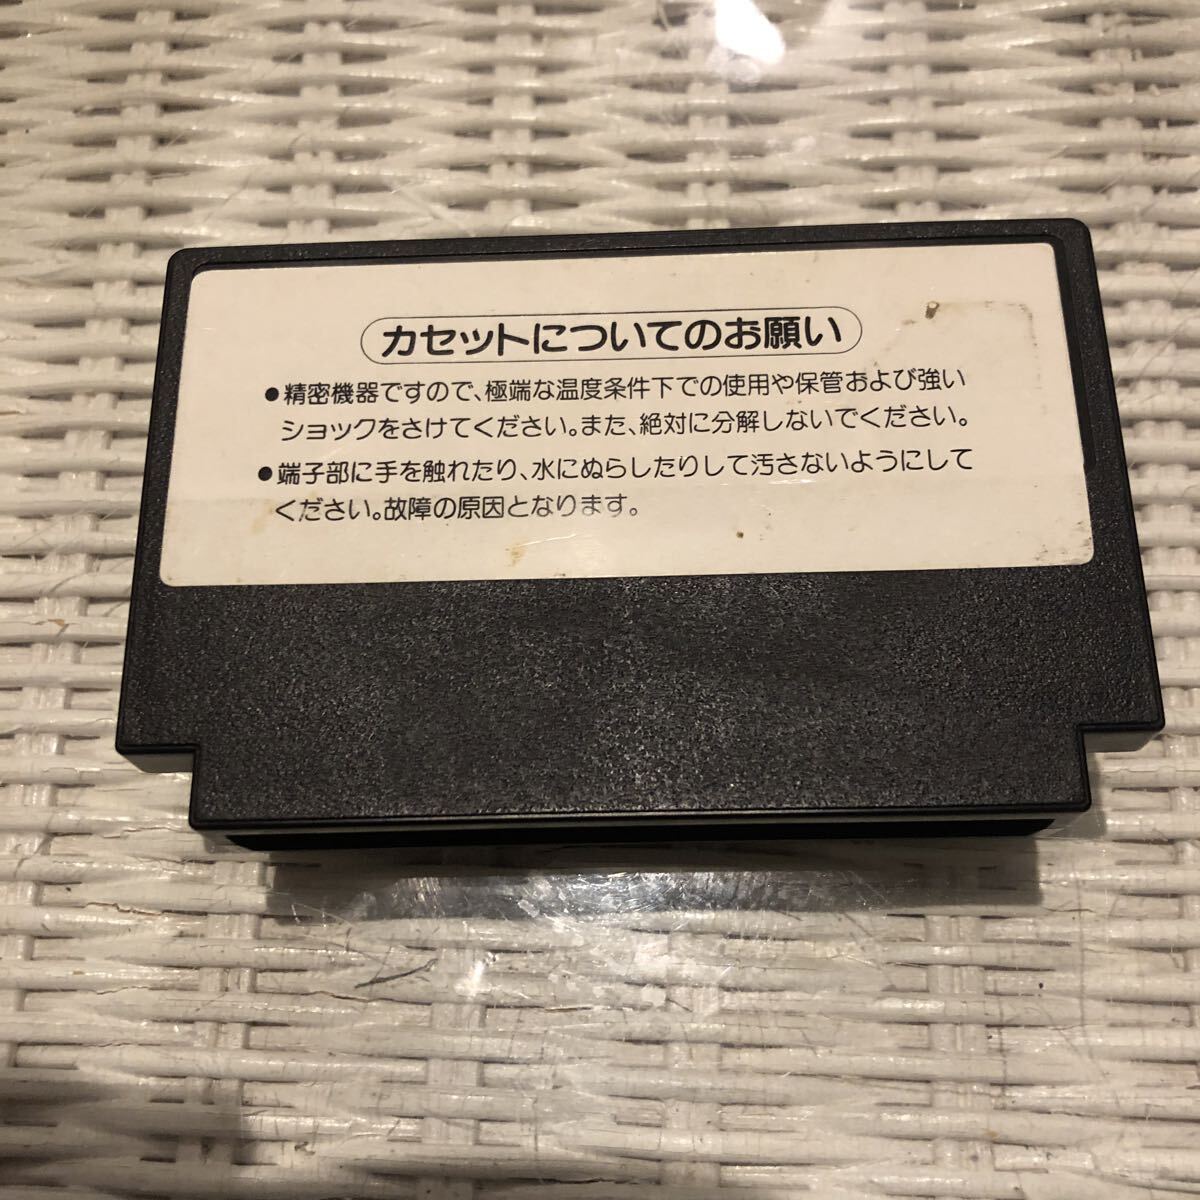 カセットについてのお願い
●精密機器ですので、極端な温度条件下での使用や保管および強い
ショックをさけてください。また、絶対に分解しないでください。
●端子部に手を触れたり、水にぬらしたりして汚さないようにして
ください。故障の原因となります。